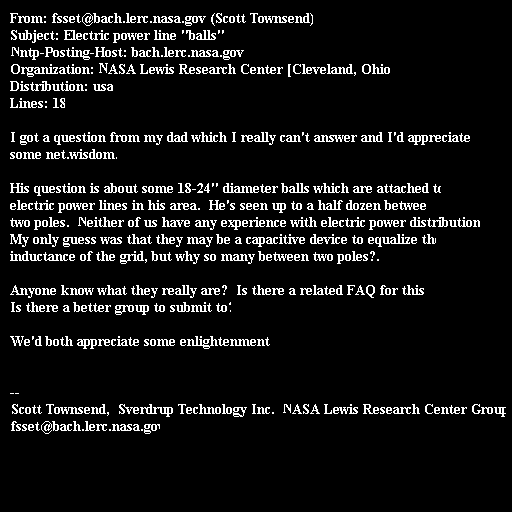 From: fsset@bach.lerc.nasa.gov (Scott Townsend)
Subject: Electric power line "balls"
Nntp-Posting-Host: bach.lerc.nasa.gov
Organization: NASA Lewis Research Center [Cleveland, Ohio
Distribution: usa
Lines: 18
I got a question from my dad which I really can't answer and I'd appreciate
some net.wisdom.
His question is about some 18-24" diameter balls which are attached to
electric power lines in his area.  He's seen up to a half dozen betwee
two poles.  Neither of us have any experience with electric power distribution
My only guess was that they may be a capacitive device to equalize the
inductance of the grid, but why so many between two poles?.
Anyone know what they really are?  Is there a related FAQ for this
Is there a better group to submit to?
We'd both appreciate some enlightenment
--
Scott Townsend,  Sverdrup Technology Inc.  NASA Lewis Research Center Group
fsset@bach.lerc.nasa.gov